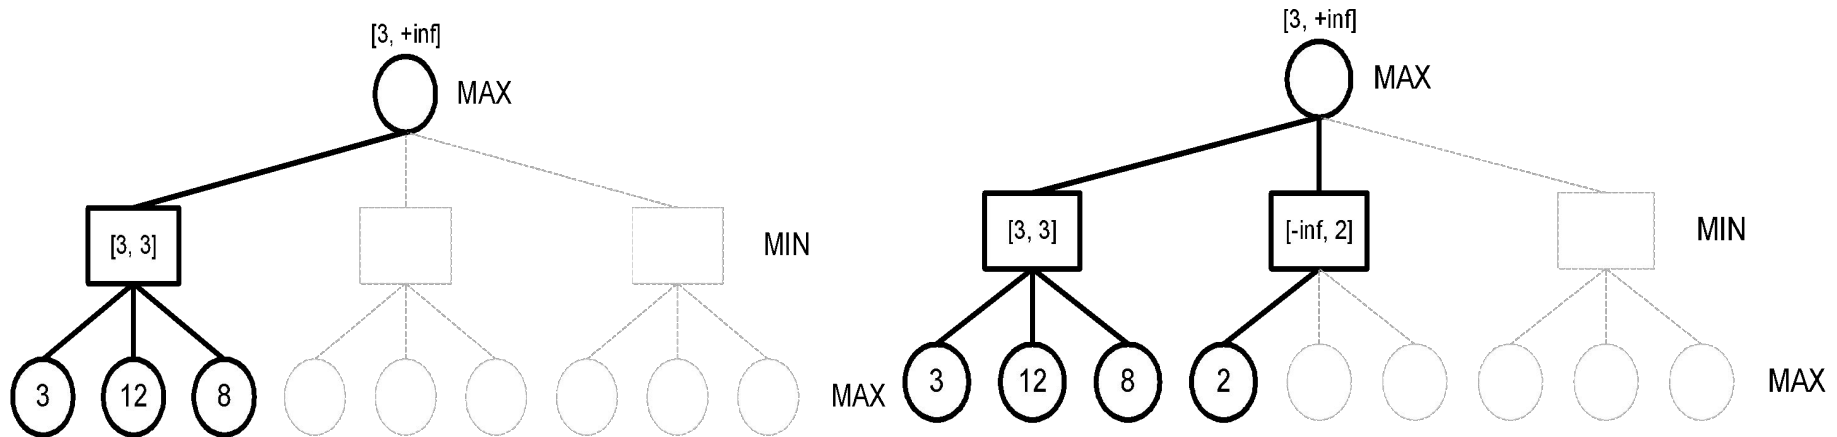 [3, +inf]
MAX
[3, 3]
MIN
3 12 8
MAX
[3, +inf]
MAX
[3, 3] [-inf, 2]
MIN
3 12 8 2
MAX